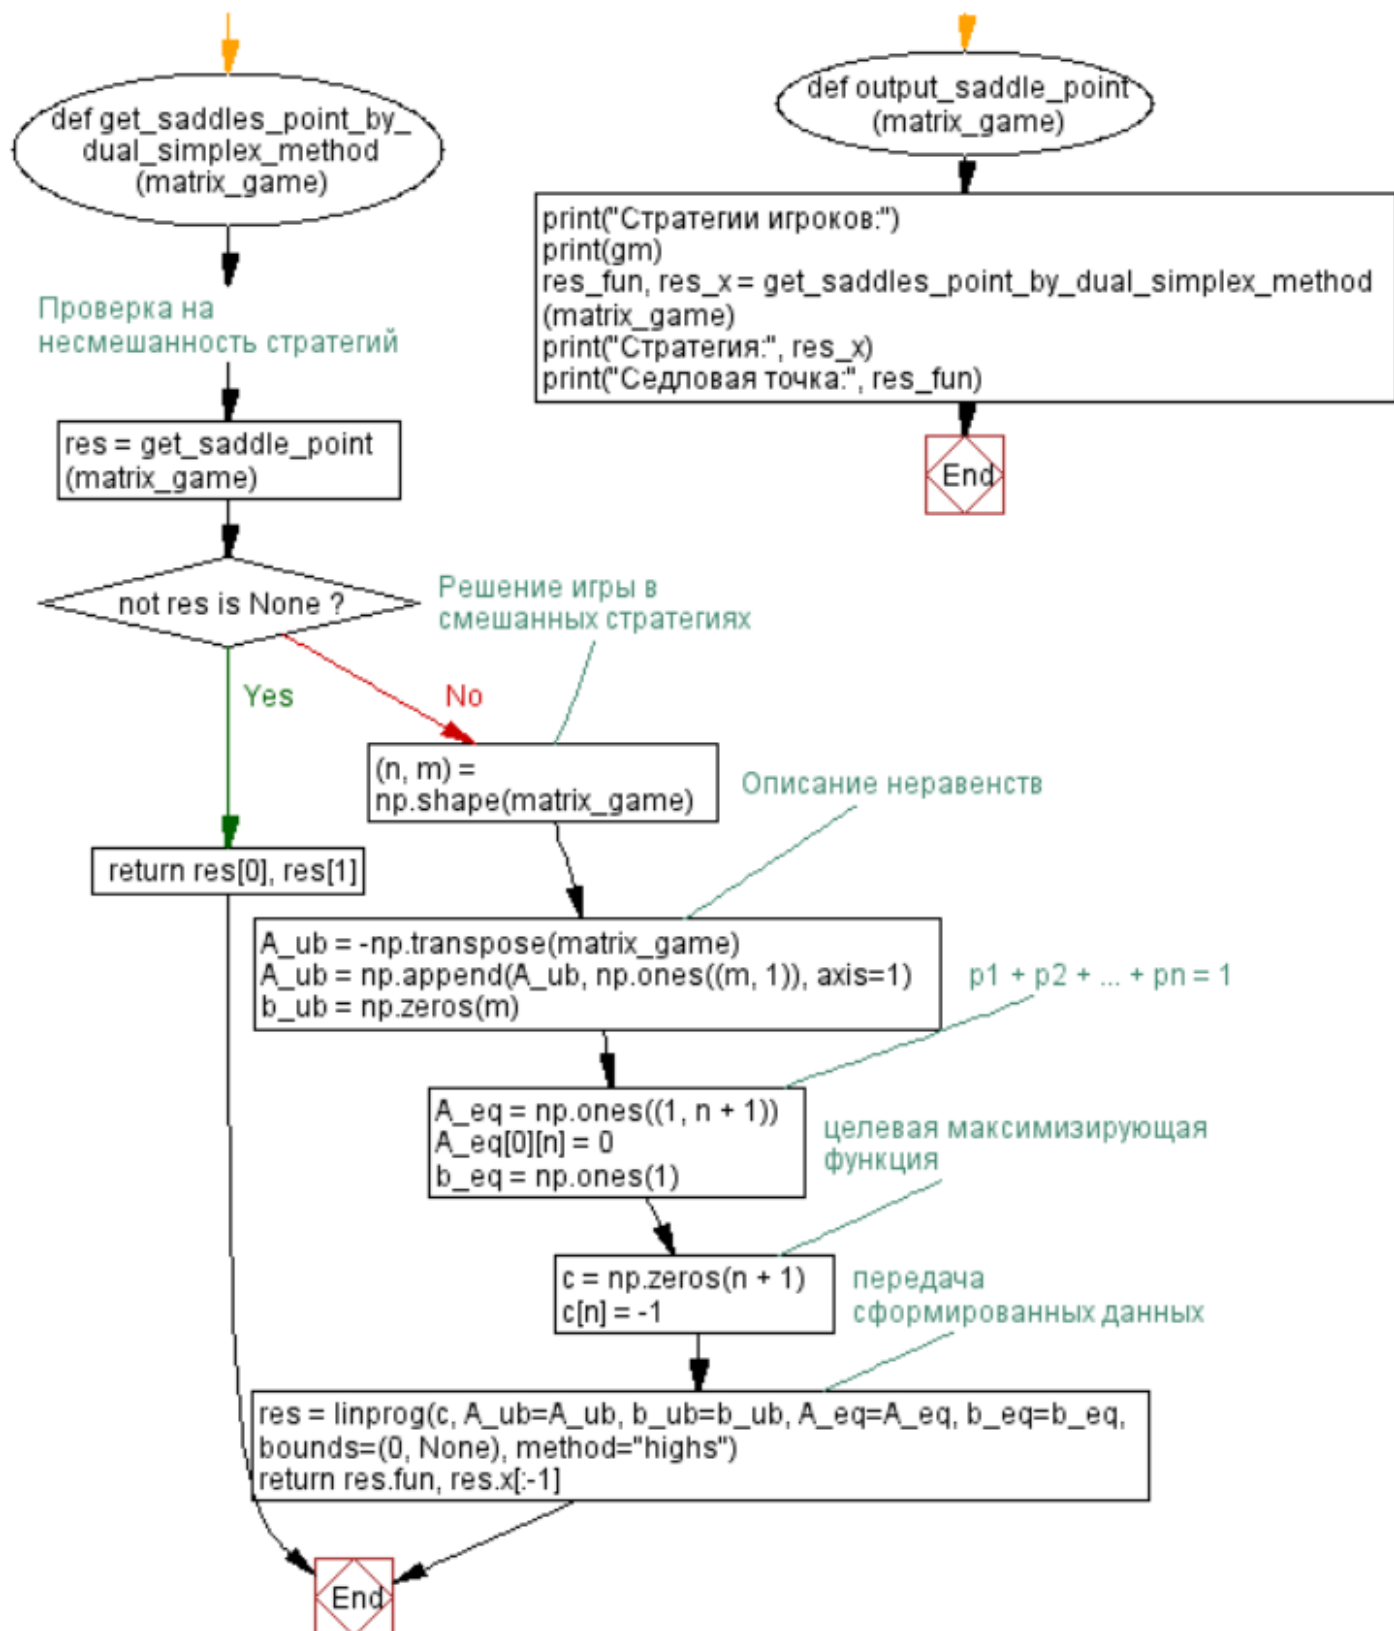 def get_saddles_point_by_
dual_simplex_method
(matrix_game)
Проверка на
несмешанность стратегий
res = get_saddle_point
(matrix_game)
not res is None ?
Yes
No
return res[0], res[1]
Решение игры в
смешанных стратегиях
(n, m) =
np.shape(matrix_game)
Описание неравенств
A_ub = -np.transpose(matrix_game)
A_ub = np.append(A_ub, np.ones((m, 1)), axis=1)
b_ub = np.zeros(m)
p1 + p2 + ... + pn = 1
A_eq = np.ones((1, n + 1))
A_eq[0][n] = 0
b_eq = np.ones(1)
целевая максимизирующая
функция
c = np.zeros(n + 1)
c[n] = -1
передача
сформированных данных
res = linprog(c, A_ub=A_ub, b_ub=b_ub, A_eq=A_eq, b_eq=b_eq,
bounds=(0, None), method="highs")
return res.fun, res.x[:-1]
End
def output_saddle_point
(matrix_game)
print("Стратегии игроков:")
print(gm)
res_fun, res_x = get_saddles_point_by_dual_simplex_method
(matrix_game)
print("Стратегия:", res_x)
print("Седловая точка:", res_fun)
End